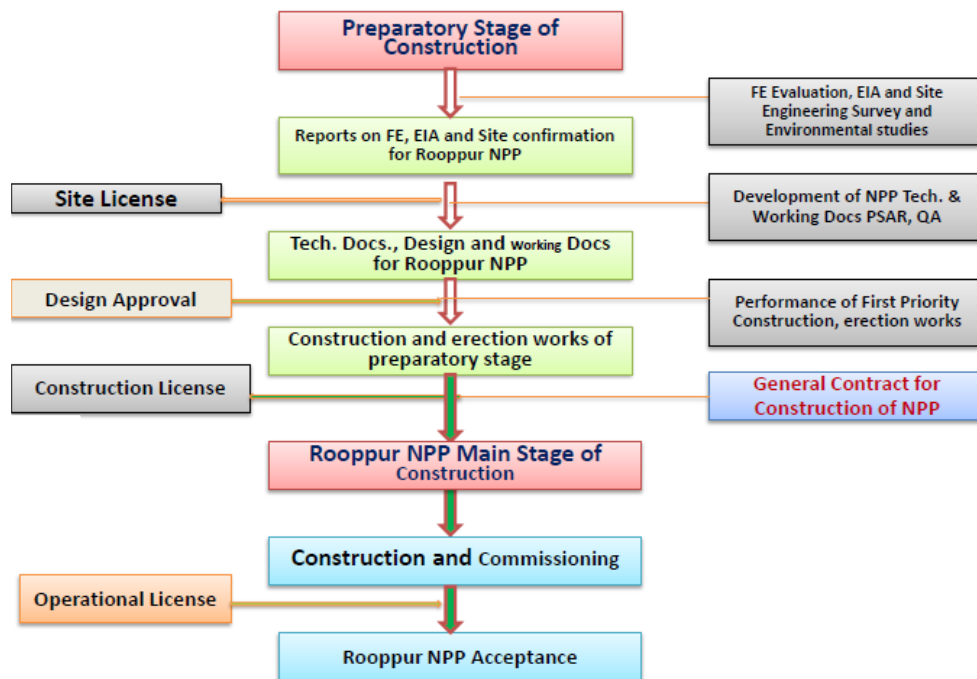 Preparatory Stage of
Construction
FE Evaluation, EIA and Site
Engineering Survey and
Environmental studies
Reports on FE, EIA and Site confirmation
for Rooppur NPP
Site License
Development of NPP Tech. &
Working Docs PSAR, QA
Tech. Docs., Design and Working Docs
for Rooppur NPP
Design Approval
Performance of First Priority
Construction, erection works
Construction and erection works of
preparatory stage
Construction License
General Contract for
Construction of NPP
Rooppur NPP Main Stage of
Construction
Construction and Commissioning
Operational License
Rooppur NPP Acceptance